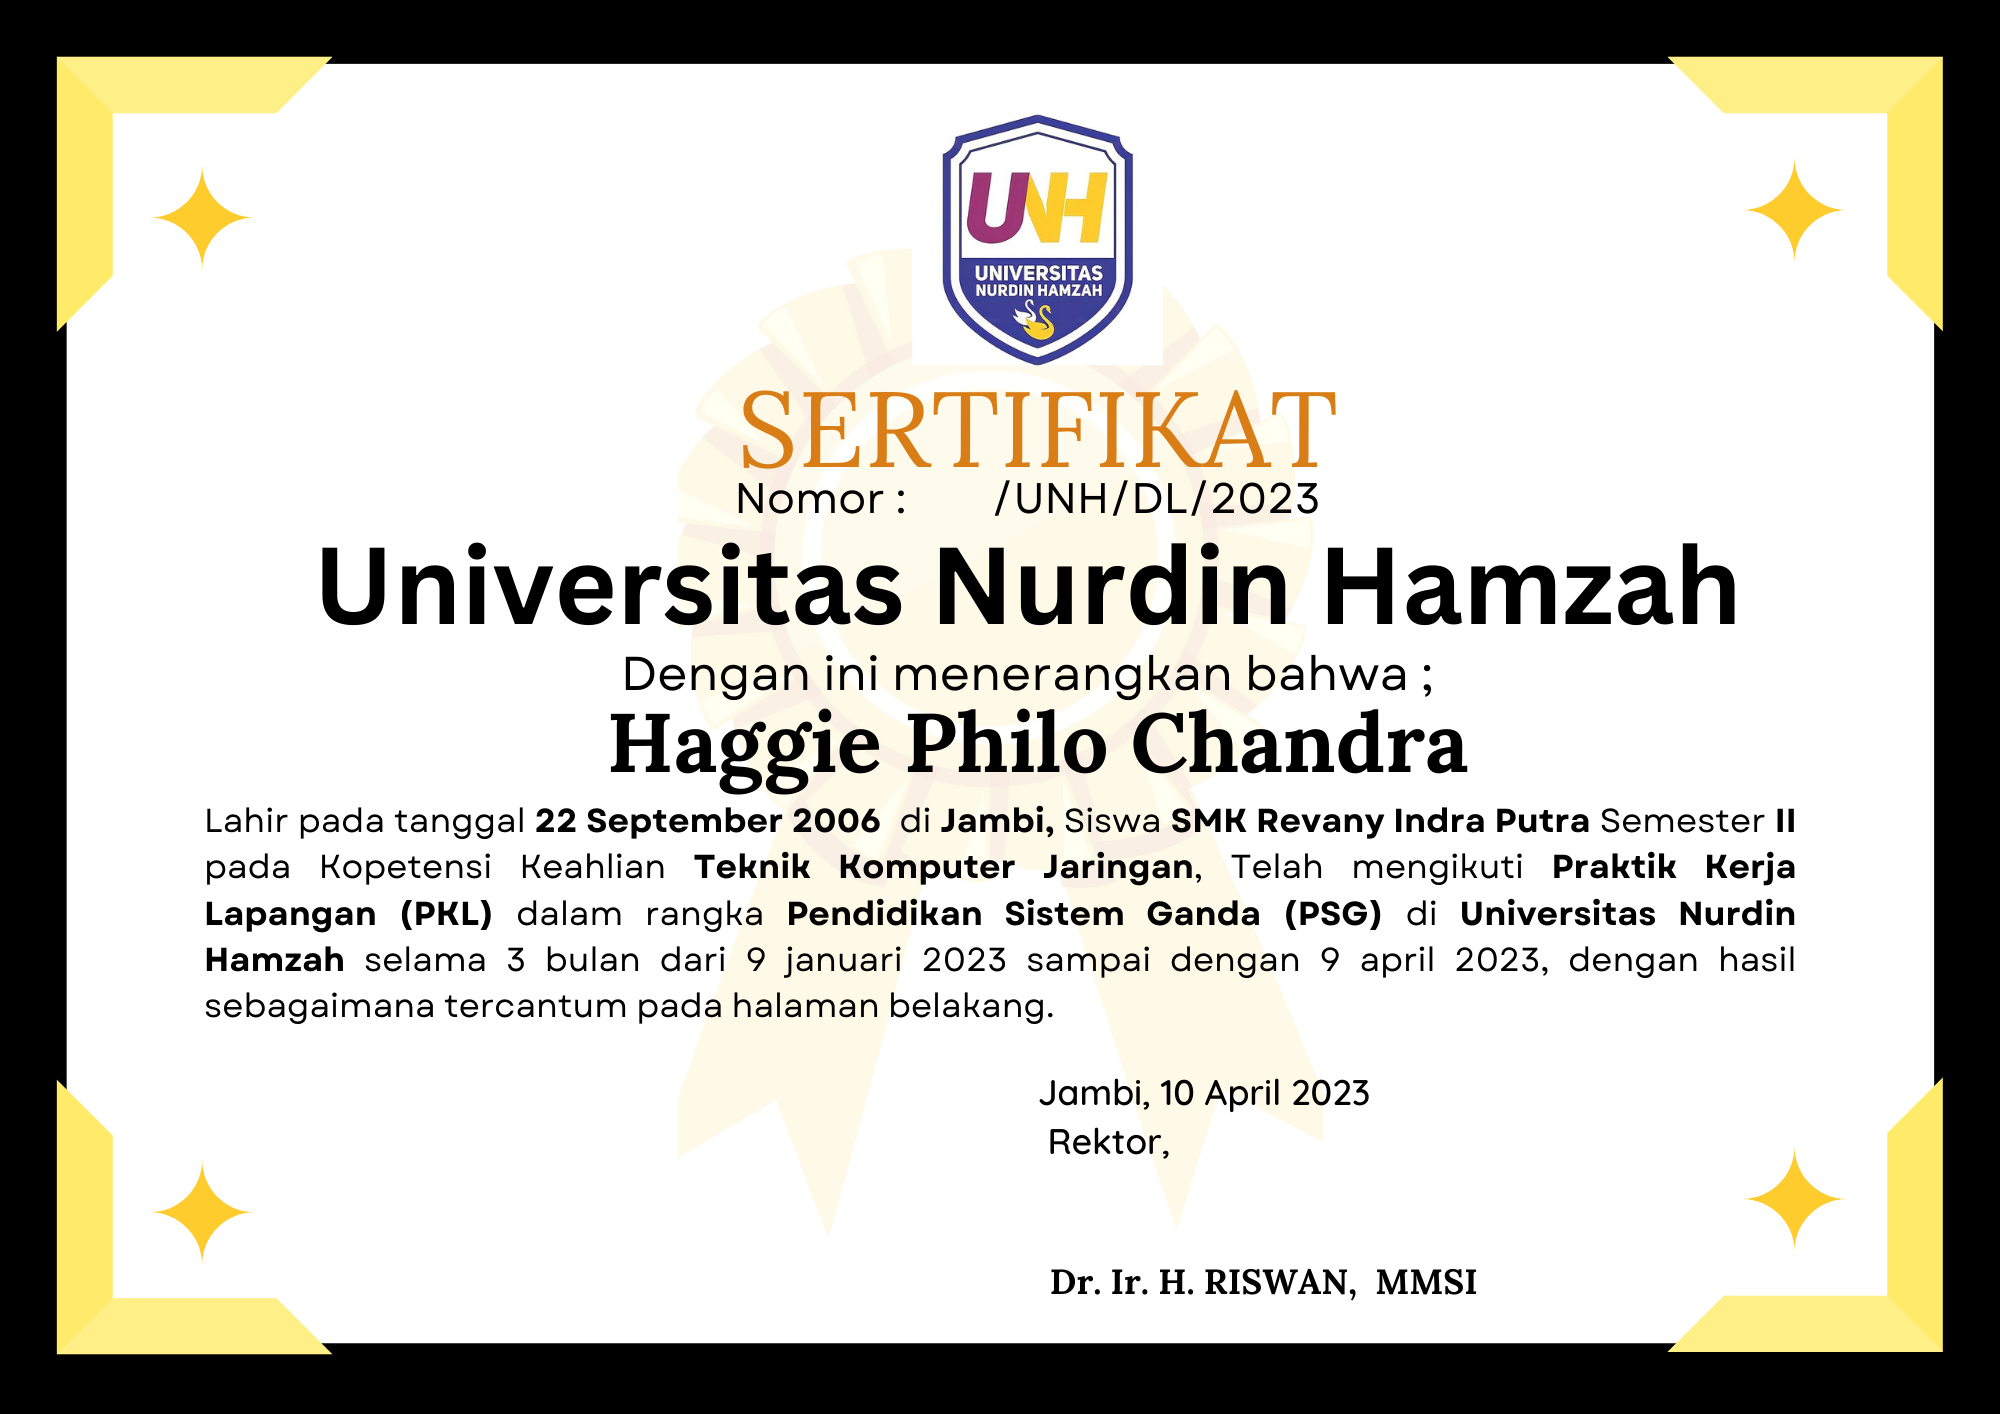 UNH
UNIVERSITAS
NURDIN HAMZAH
SERTIFIKAT
Nomor : /UNH/DL/2023
Universitas Nurdin Hamzah
Dengan ini menerangkan bahwa ;
Haggie Philo Chandra
Lahir pada tanggal 22 September 2006 di Jambi, Siswa SMK Revany Indra Putra Semester II
pada Kopetensi Keahlian Teknik Komputer Jaringan, Telah mengikuti Praktik Kerja
Lapangan (PKL) dalam rangka Pendidikan Sistem Ganda (PSG) di Universitas Nurdin
Hamzah selama 3 bulan dari 9 januari 2023 sampai dengan 9 april 2023, dengan hasil
sebagaimana tercantum pada halaman belakang.
Jambi, 10 April 2023
Rektor,
Dr. Ir. H. RISWAN, MMSI